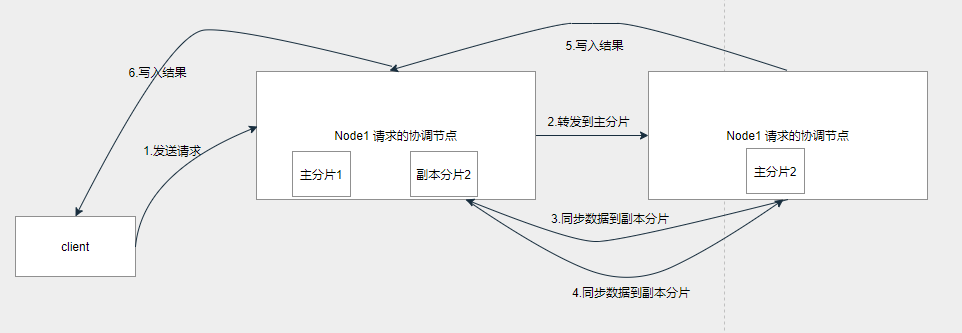 5.写入结果
6.写入结果
2.转发到主分片
Node1 请求的协调节点
Node1 请求的协调节点
1.发送请求
主分片1
副本分片2
主分片2
3.同步数据到副本分片
client
4.同步数据到副本分片